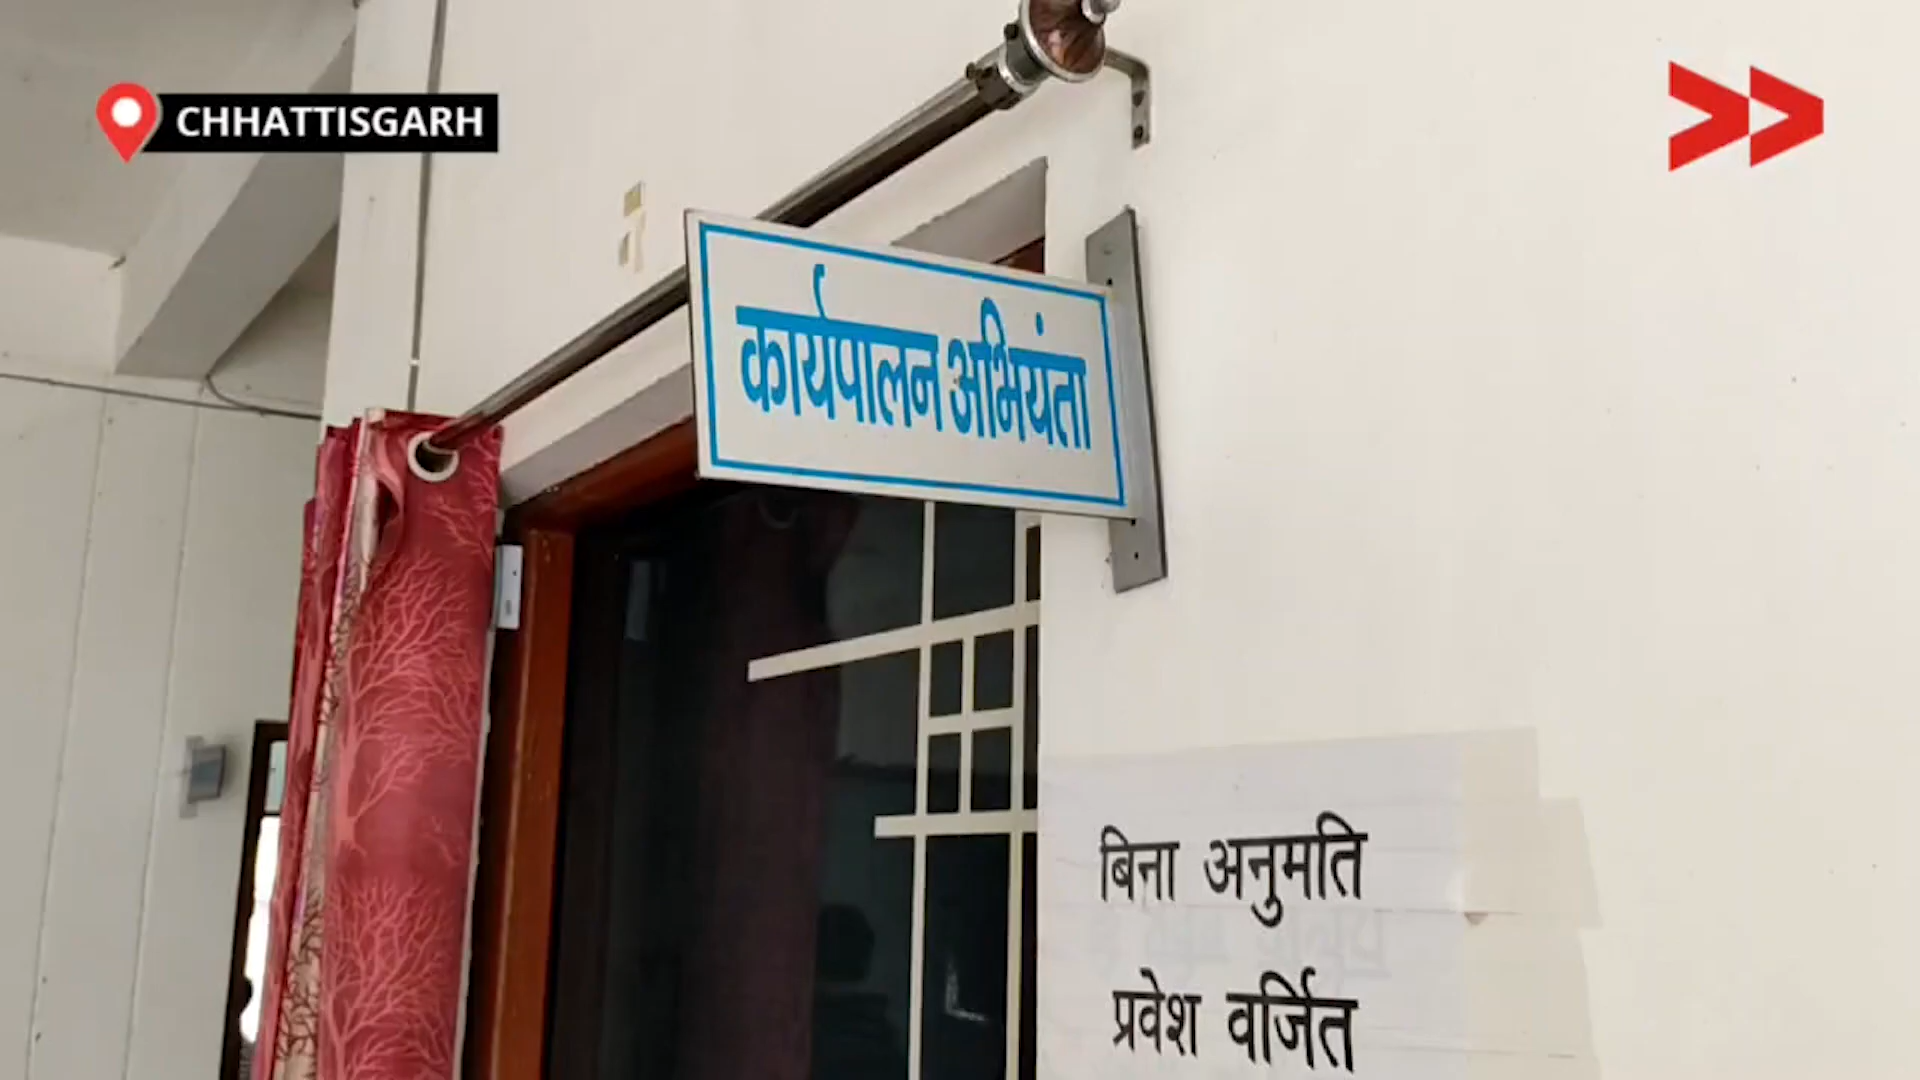 CHHATTISGARH
कार्यपालन अभियंता
बिना अनुमति
प्रवेश वर्जित